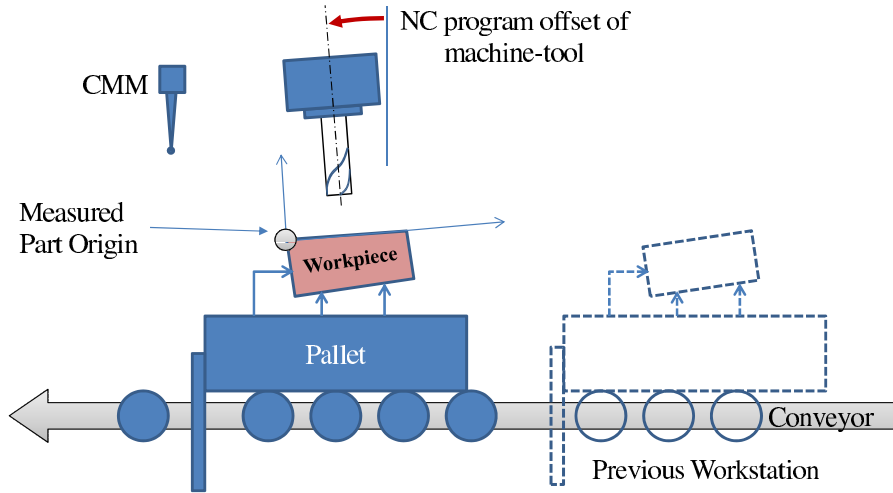 NC program offset of
machine-tool
CMM
Measured
Part Origin
Workpiece
Pallet
Conveyor
Previous Workstation